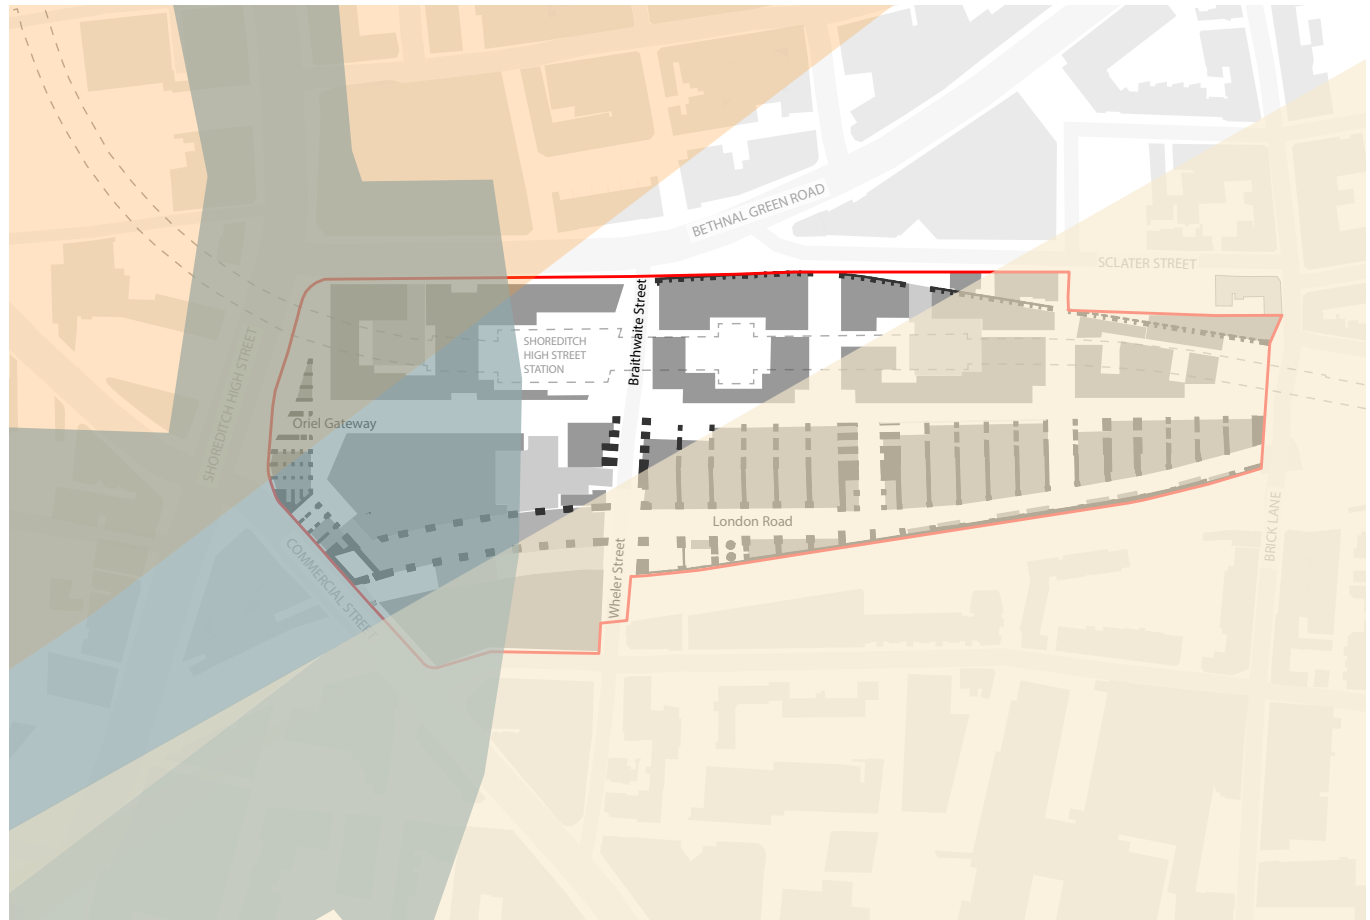 BETHNAL GREEN ROAD
SCLATER STREET
Braithwaite Street
SHOREDITCH
HIGH STREET
STATION
SHOREDITCH HIGH STREET
Oriel Gateway
London Road
COMMERCIAL STREET
Wheler Street
BRICK LANE